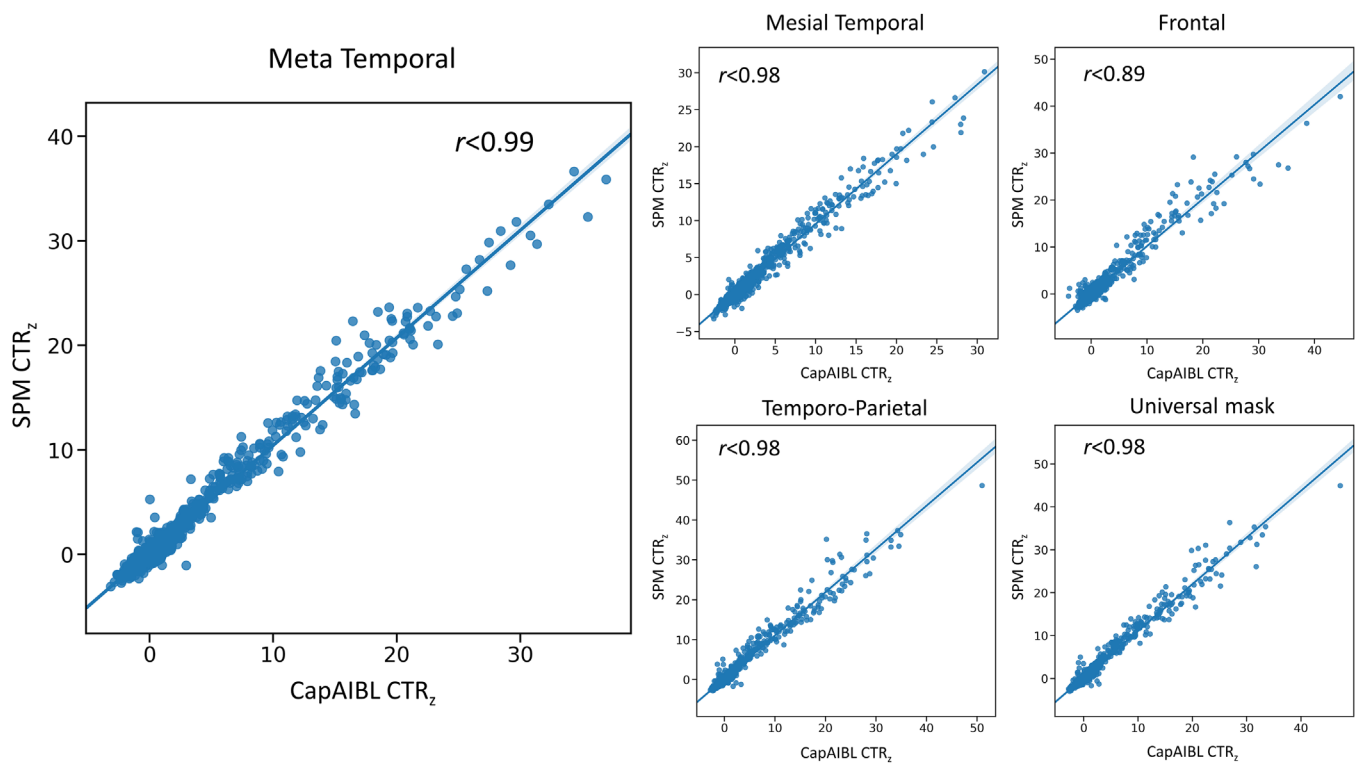 Meta Temporal
r<0.99
40
30
20
10
0
0 10 20 30
SPM CTRz
CapAIBL CTRz
Mesial Temporal
r<0.98
30
25
20
15
10
5
0
−5
0 5 10 15 20 25 30
SPM CTRz
CapAIBL CTRz
Frontal
r<0.89
50
40
30
20
10
0
0 10 20 30 40
SPM CTRz
CapAIBL CTRz
Temporo-Parietal
r<0.98
60
50
40
30
20
10
0
0 10 20 30 40 50
SPM CTRz
CapAIBL CTRz
Universal mask
r<0.98
50
40
30
20
10
0
0 10 20 30 40
SPM CTRz
CapAIBL CTRz